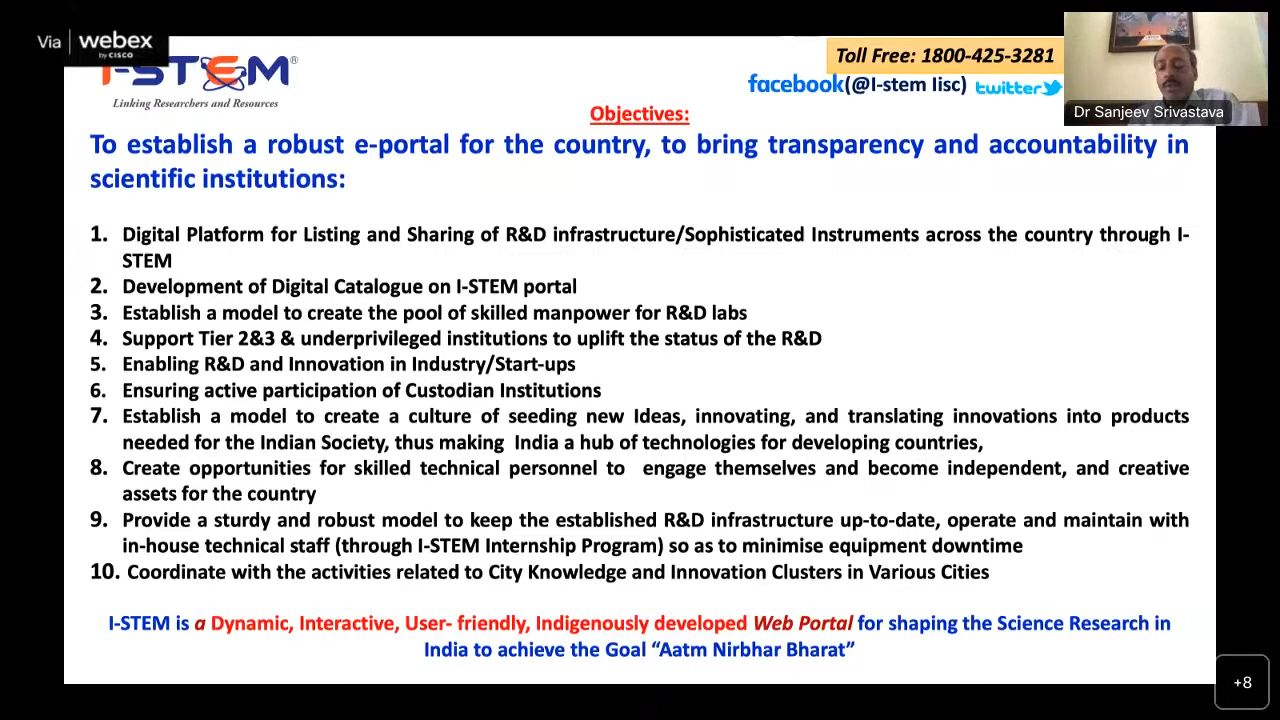 Via webex
by CISCO
I-STEM®
Linking Researchers and Resources
Toll Free: 1800-425-3281
facebook(@I-stem Iisc) twitter
Dr Sanjeev Srivastava
Objectives:
To establish a robust e-portal for the country, to bring transparency and accountability in
scientific institutions:
1. Digital Platform for Listing and Sharing of R&D infrastructure/Sophisticated Instruments across the country through I-
STEM
2. Development of Digital Catalogue on I-STEM portal
3. Establish a model to create the pool of skilled manpower for R&D labs
4. Support Tier 2&3 & underprivileged institutions to uplift the status of the R&D
5. Enabling R&D and Innovation in Industry/Start-ups
6. Ensuring active participation of Custodian Institutions
7. Establish a model to create a culture of seeding new Ideas, innovating, and translating innovations into products
needed for the Indian Society, thus making India a hub of technologies for developing countries,
8. Create opportunities for skilled technical personnel to engage themselves and become independent, and creative
assets for the country
9. Provide a sturdy and robust model to keep the established R&D infrastructure up-to-date, operate and maintain with
in-house technical staff (through I-STEM Internship Program) so as to minimise equipment downtime
10. Coordinate with the activities related to City Knowledge and Innovation Clusters in Various Cities
I-STEM is a Dynamic, Interactive, User- friendly, Indigenously developed Web Portal for shaping the Science Research in
India to achieve the Goal “Aatm Nirbhar Bharat”
+8